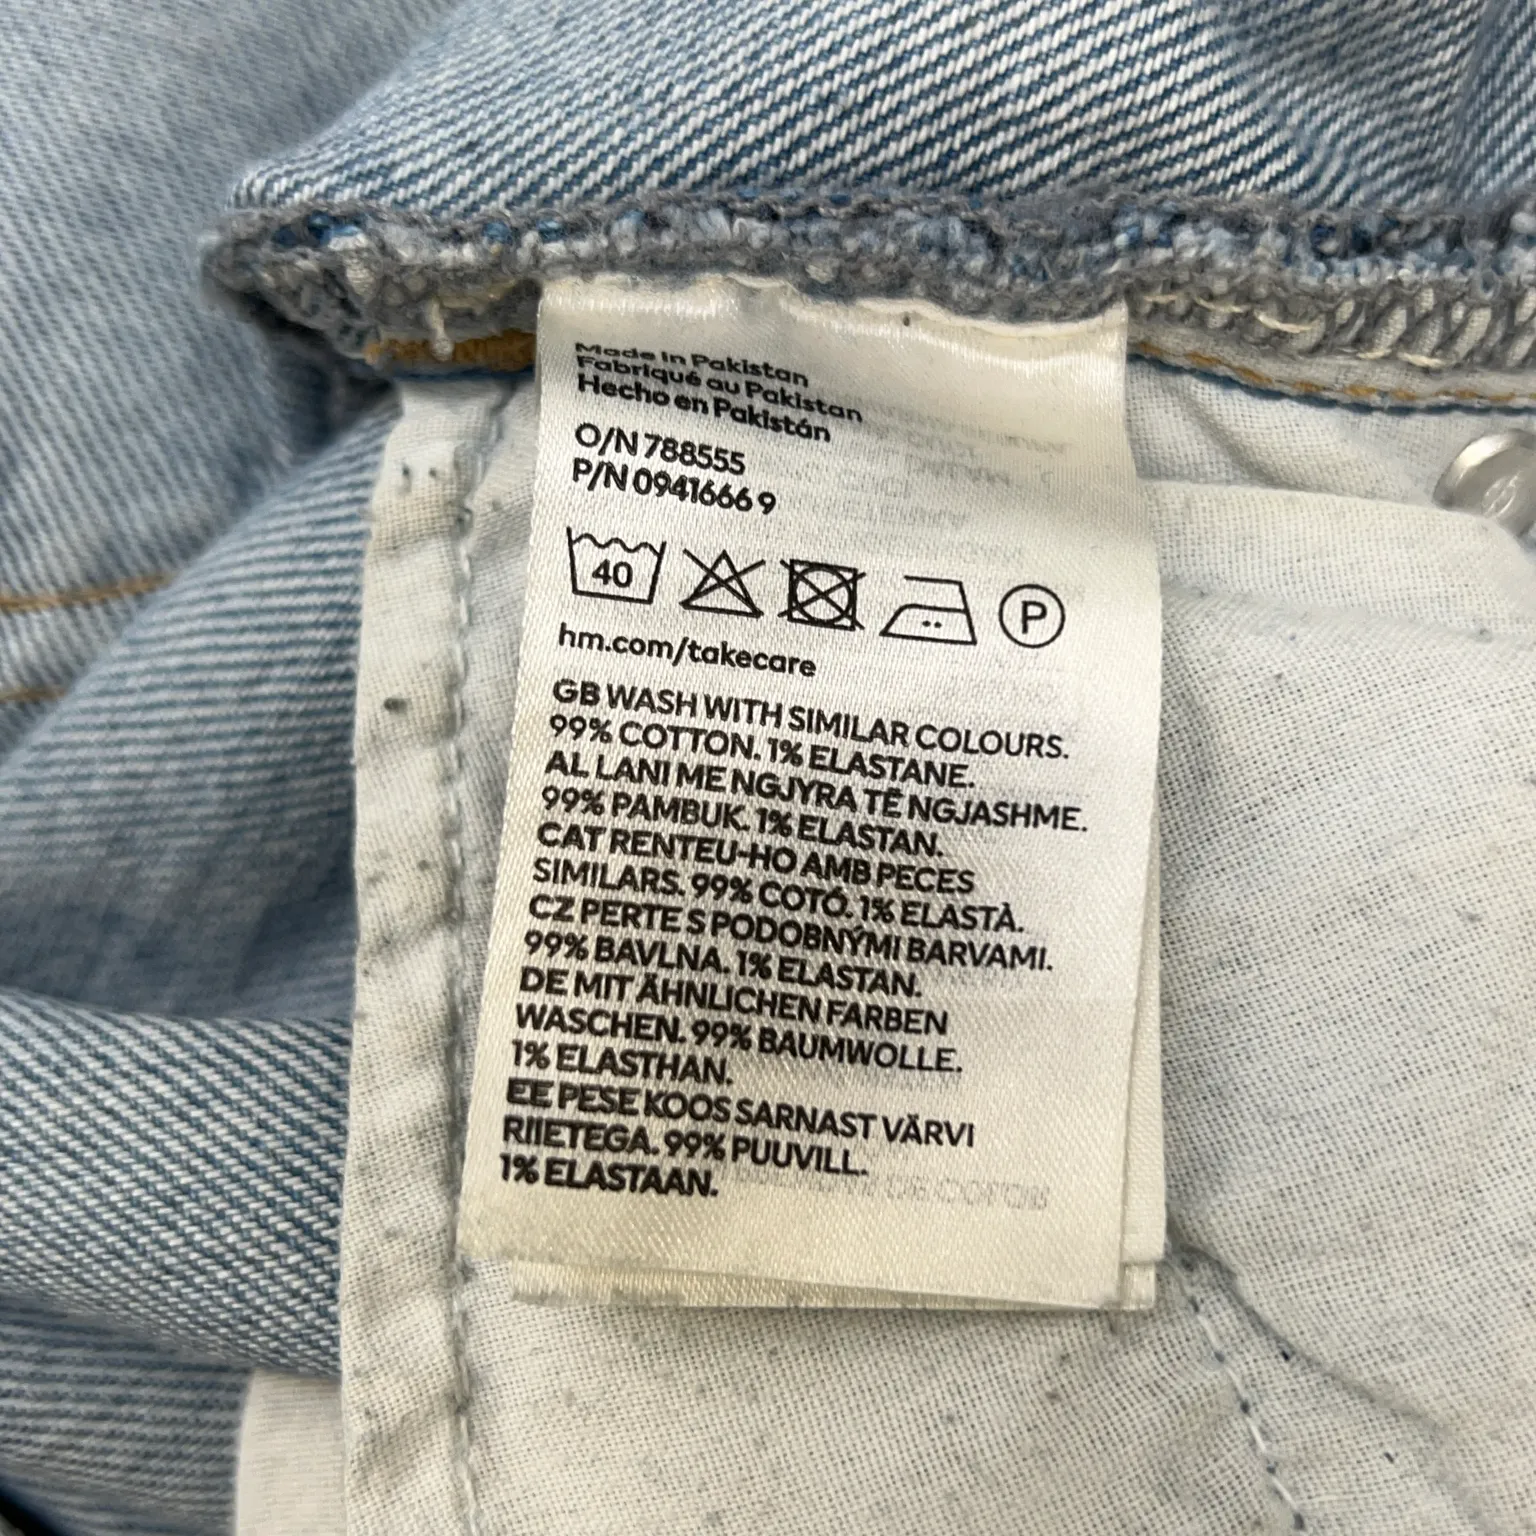 Made in Pakistan
Fabriqué au Pakistan
Hecho en Pakistán
O/N 788555
P/N 0941666 9
40
P
hm.com/takecare
GB WASH WITH SIMILAR COLOURS.
99% COTTON. 1% ELASTANE.
AL LANI ME NGJYRA TË NGJASHME.
99% PAMBUK. 1% ELASTAN.
CAT RENTEU-HO AMB PECES
SIMILARS. 99% COTÓ. 1% ELASTÀ.
CZ PERTE S PODOBNÝMI BARVAMI.
99% BAVLNA. 1% ELASTAN.
DE MIT ÄHNLICHEN FARBEN
WASCHEN. 99% BAUMWOLLE.
1% ELASTHAN.
EE PESE KOOS SARNAST VÄRVI
RIIETEGA. 99% PUUVILL.
1% ELASTAAN.